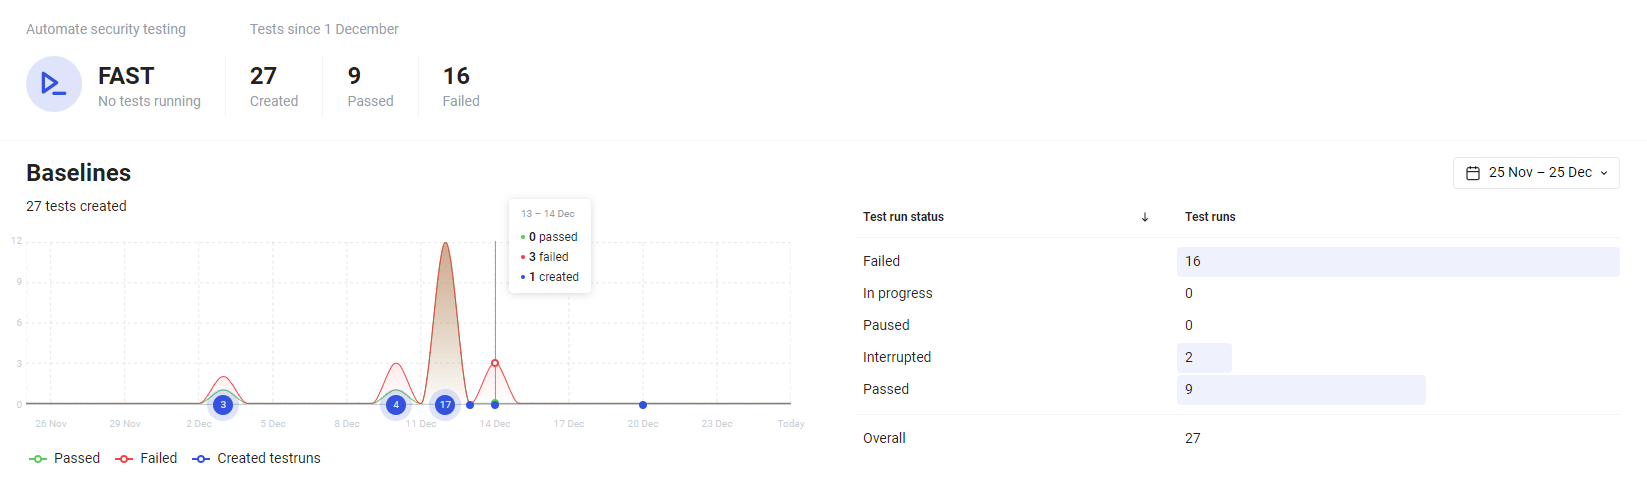 Automate security testing
Tests since 1 December
FAST
No tests running
27
Created
9
Passed
16
Failed
Baselines
27 tests created
25 Nov – 25 Dec
13 – 14 Dec
0 passed
3 failed
1 created
12
9
6
3
0
3
4
17
26 Nov
29 Nov
2 Dec
5 Dec
8 Dec
11 Dec
14 Dec
17 Dec
20 Dec
23 Dec
Today
Passed
Failed
Created testruns
Test run status
Test runs
Failed
16
In progress
0
Paused
0
Interrupted
2
Passed
9
Overall
27